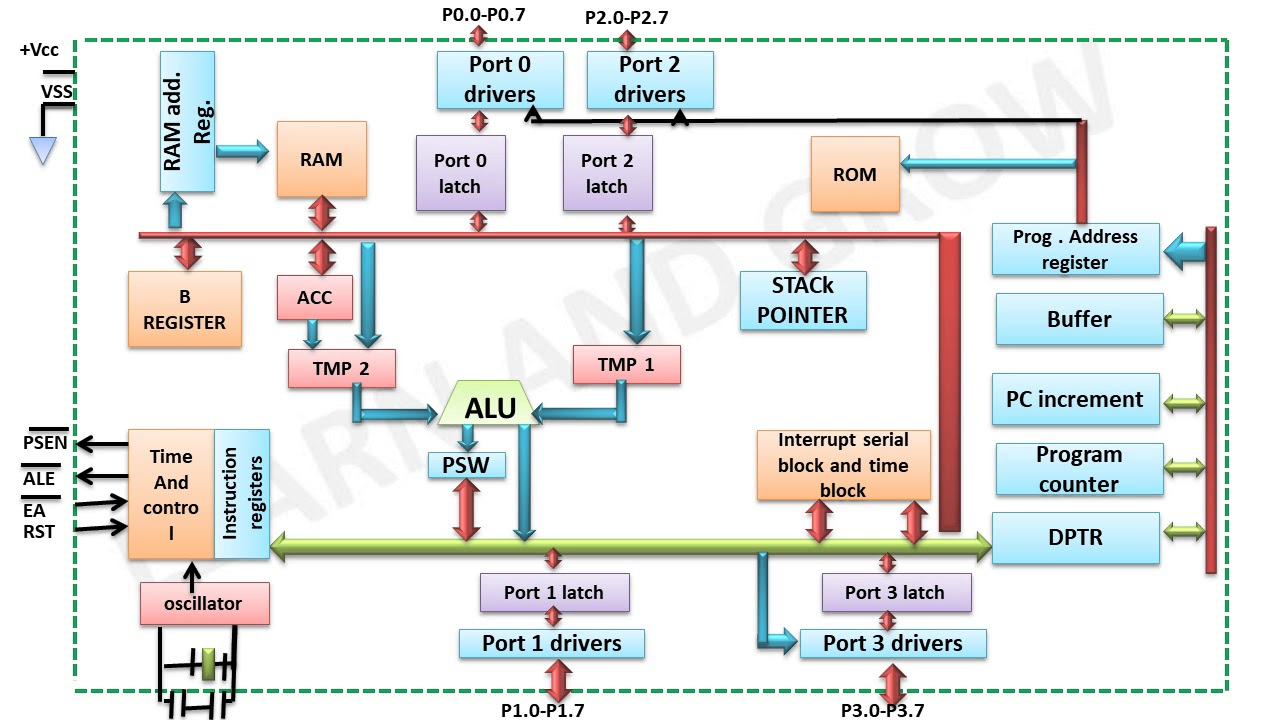 P0.0-P0.7
P2.0-P2.7
+Vcc
VSS
RAM add.
Reg.
Port 0
drivers
Port 2
drivers
RAM
Port 0
latch
Port 2
latch
ROM
Prog . Address
register
B
REGISTER
ACC
STACk
POINTER
Buffer
TMP 2
TMP 1
ALU
PC increment
PSEN
ALE
EA
RST
Time
And
contro
l
Instruction
registers
PSW
Interrupt serial
block and time
block
Program
counter
DPTR
oscillator
Port 1 latch
Port 3 latch
Port 1 drivers
Port 3 drivers
P1.0-P1.7
P3.0-P3.7
LEARN AND GROW